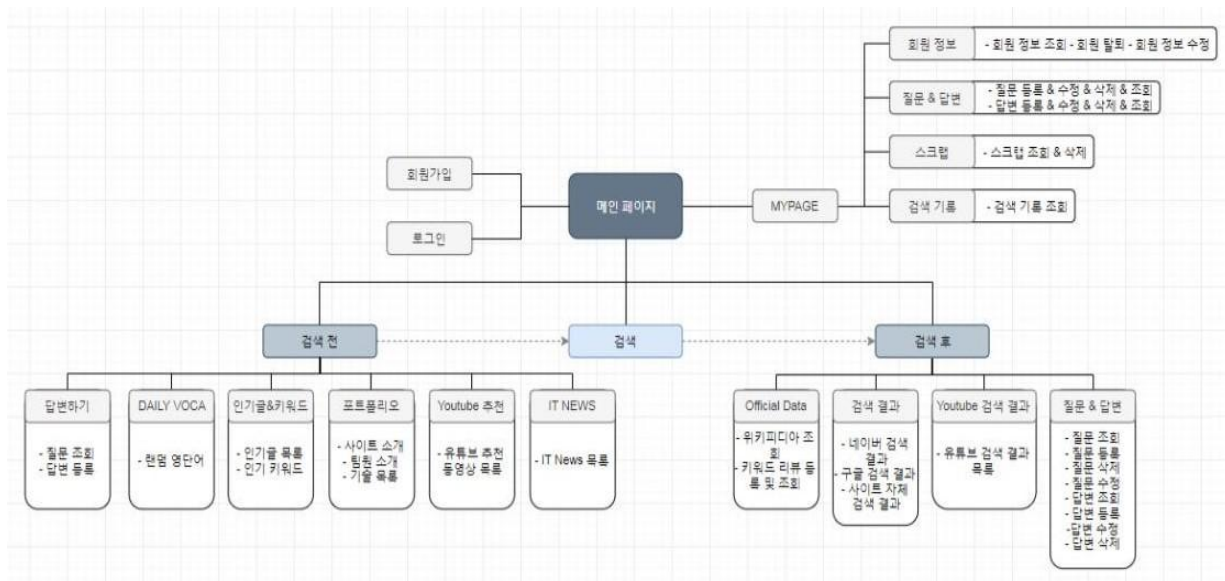 회원 정보
- 회원 정보 조회 - 회원 탈퇴 - 회원 정보 수정
질문 & 답변
- 질문 등록 & 수정 & 삭제 & 조회
- 답변 등록 & 수정 & 삭제 & 조회
스크랩
- 스크랩 조회 & 삭제
검색 기록
- 검색 기록 조회
MYPAGE
메인 페이지
회원가입
로그인
검색 전
검색
검색 후
답변하기
- 질문 조회
- 답변 등록
DAILY VOCA
- 랜덤 영단어
인기글&키워드
- 인기글 목록
- 인기 키워드
포트폴리오
- 사이트 소개
- 팀원 소개
- 기술 목록
Youtube 추천
- 유튜브 추천
동영상 목록
IT NEWS
- IT News 목록
Official Data
- 위키피디아 조
회
- 키워드 리뷰 등
록 및 조회
검색 결과
- 네이버 검색
결과
- 구글 검색 결과
- 사이트 자체
검색 결과
Youtube 검색 결과
- 유튜브 검색 결과
목록
질문 & 답변
- 질문 조회
- 질문 등록
- 질문 삭제
- 질문 수정
- 답변 조회
- 답변 등록
-답변 수정
- 답변 삭제